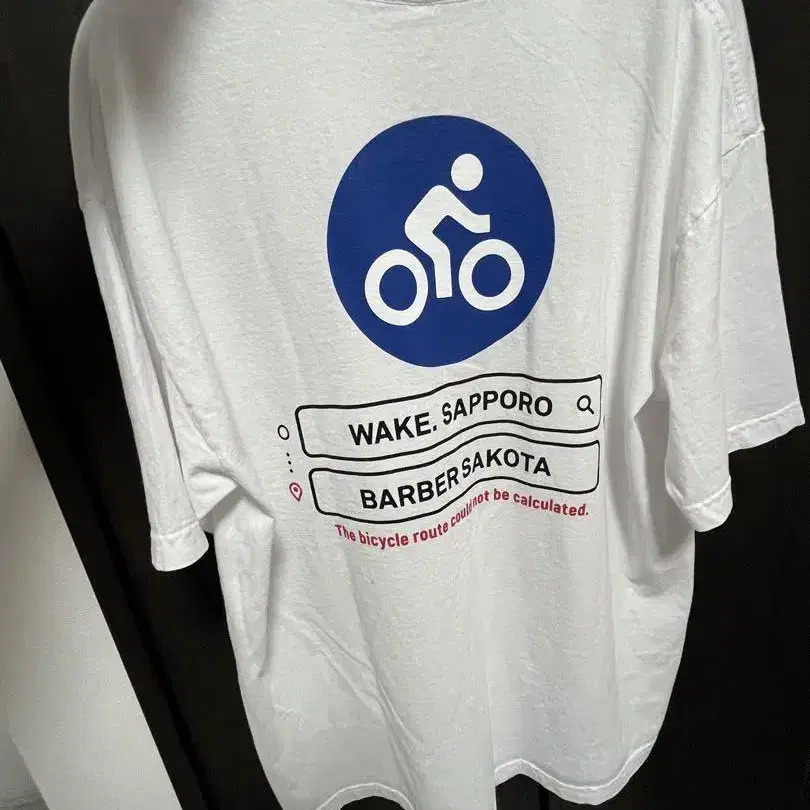 WAKE. SAPPORO
BARBER SAKOTA
The bicycle route could not be calculated.